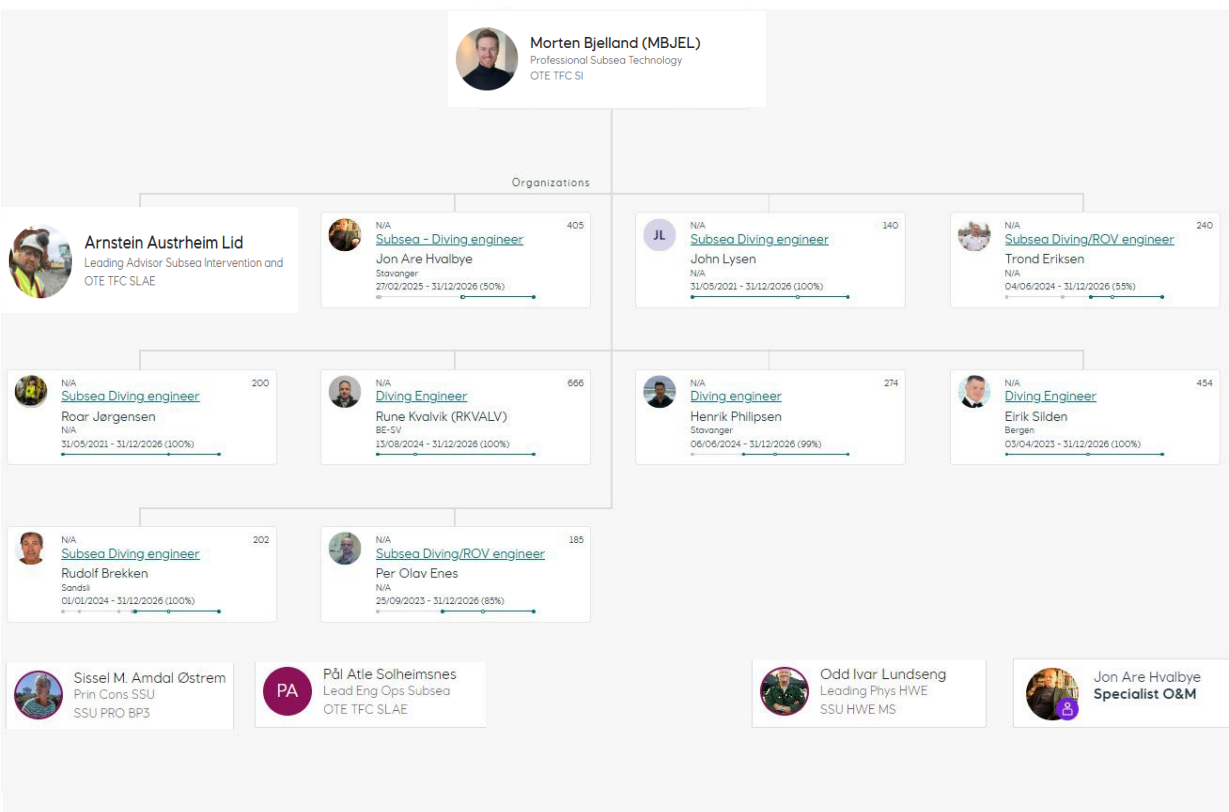 Morten Bjelland (MBJEL)
Professional Subsea Technology
OTE TFC SI
Organizations
Arnstein Austrheim Lid
Leading Advisor Subsea Intervention and
OTE TFC SLAE
N/A 405
Subsea - Diving engineer
Jon Are Hvalbye
Stavanger
27/02/2025 - 31/12/2026 (50%)
JL
N/A 140
Subsea Diving engineer
John Lysen
N/A
31/05/2021 - 31/12/2026 (100%)
N/A 240
Subsea Diving/ROV engineer
Trond Eriksen
N/A
04/06/2024 - 31/12/2026 (55%)
N/A 200
Subsea Diving engineer
Roar Jørgensen
N/A
31/05/2021 - 31/12/2026 (100%)
N/A 666
Diving Engineer
Rune Kvalvik (RKVALV)
BE-SV
13/08/2024 - 31/12/2026 (100%)
N/A 274
Diving engineer
Henrik Philipsen
Stavanger
06/06/2024 - 31/12/2026 (99%)
N/A 454
Diving Engineer
Eirik Silden
Bergen
03/04/2023 - 31/12/2026 (100%)
N/A 202
Subsea Diving engineer
Rudolf Brekken
Sandsli
01/01/2024 - 31/12/2026 (100%)
N/A 185
Subsea Diving/ROV engineer
Per Olav Enes
N/A
25/09/2023 - 31/12/2026 (85%)
Sissel M. Amdal Østrem
Prin Cons SSU
SSU PRO BP3
PA
Pål Atle Solheimsnes
Lead Eng Ops Subsea
OTE TFC SLAE
Odd Ivar Lundseng
Leading Phys HWE
SSU HWE MS
Jon Are Hvalbye
Specialist O&M